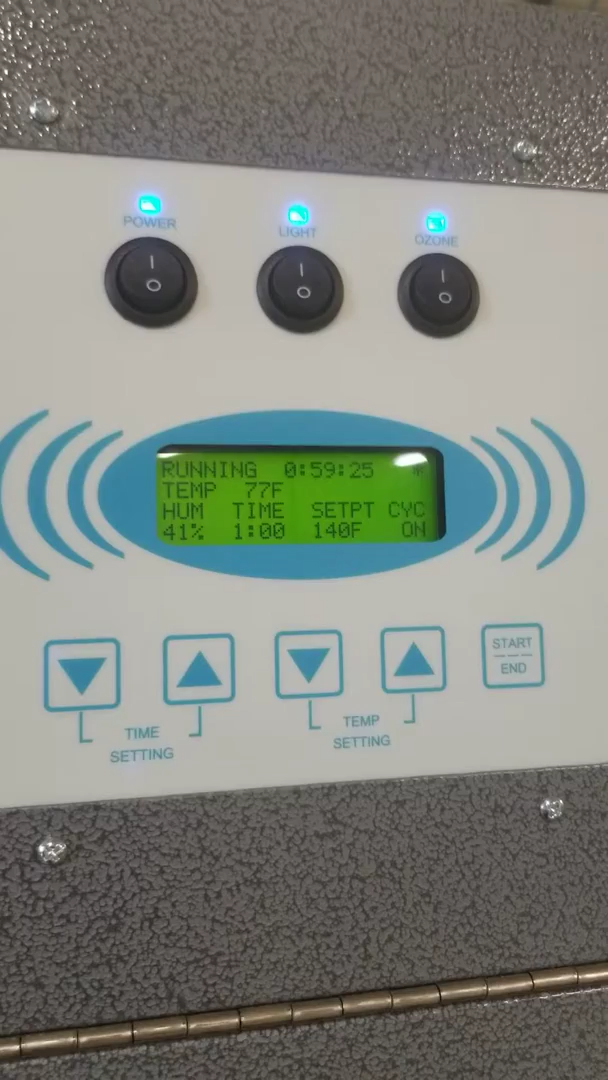 POWER
LIGHT
OZONE
RUNNING 0:59:25 *
TEMP 77F
HUM TIME SETPT CYC
41% 1:00 140F ON
START
END
TIME
SETTING
TEMP
SETTING